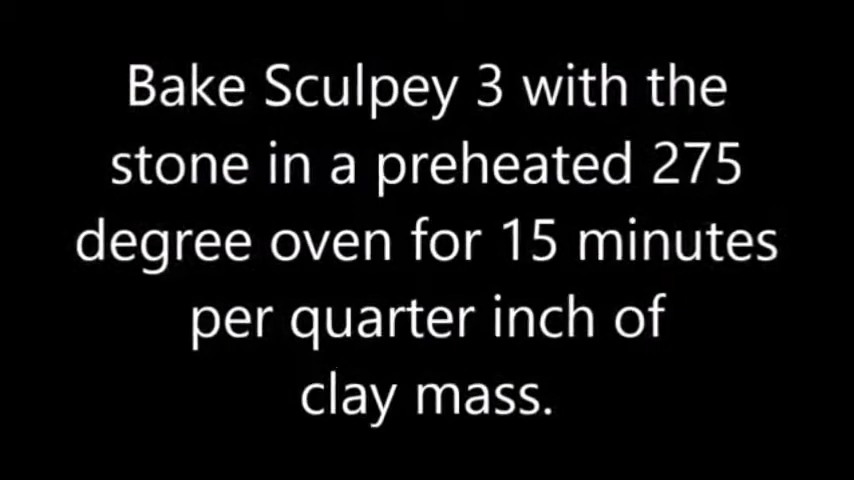 Bake Sculpey 3 with the
stone in a preheated 275
degree oven for 15 minutes
per quarter inch of
clay mass.